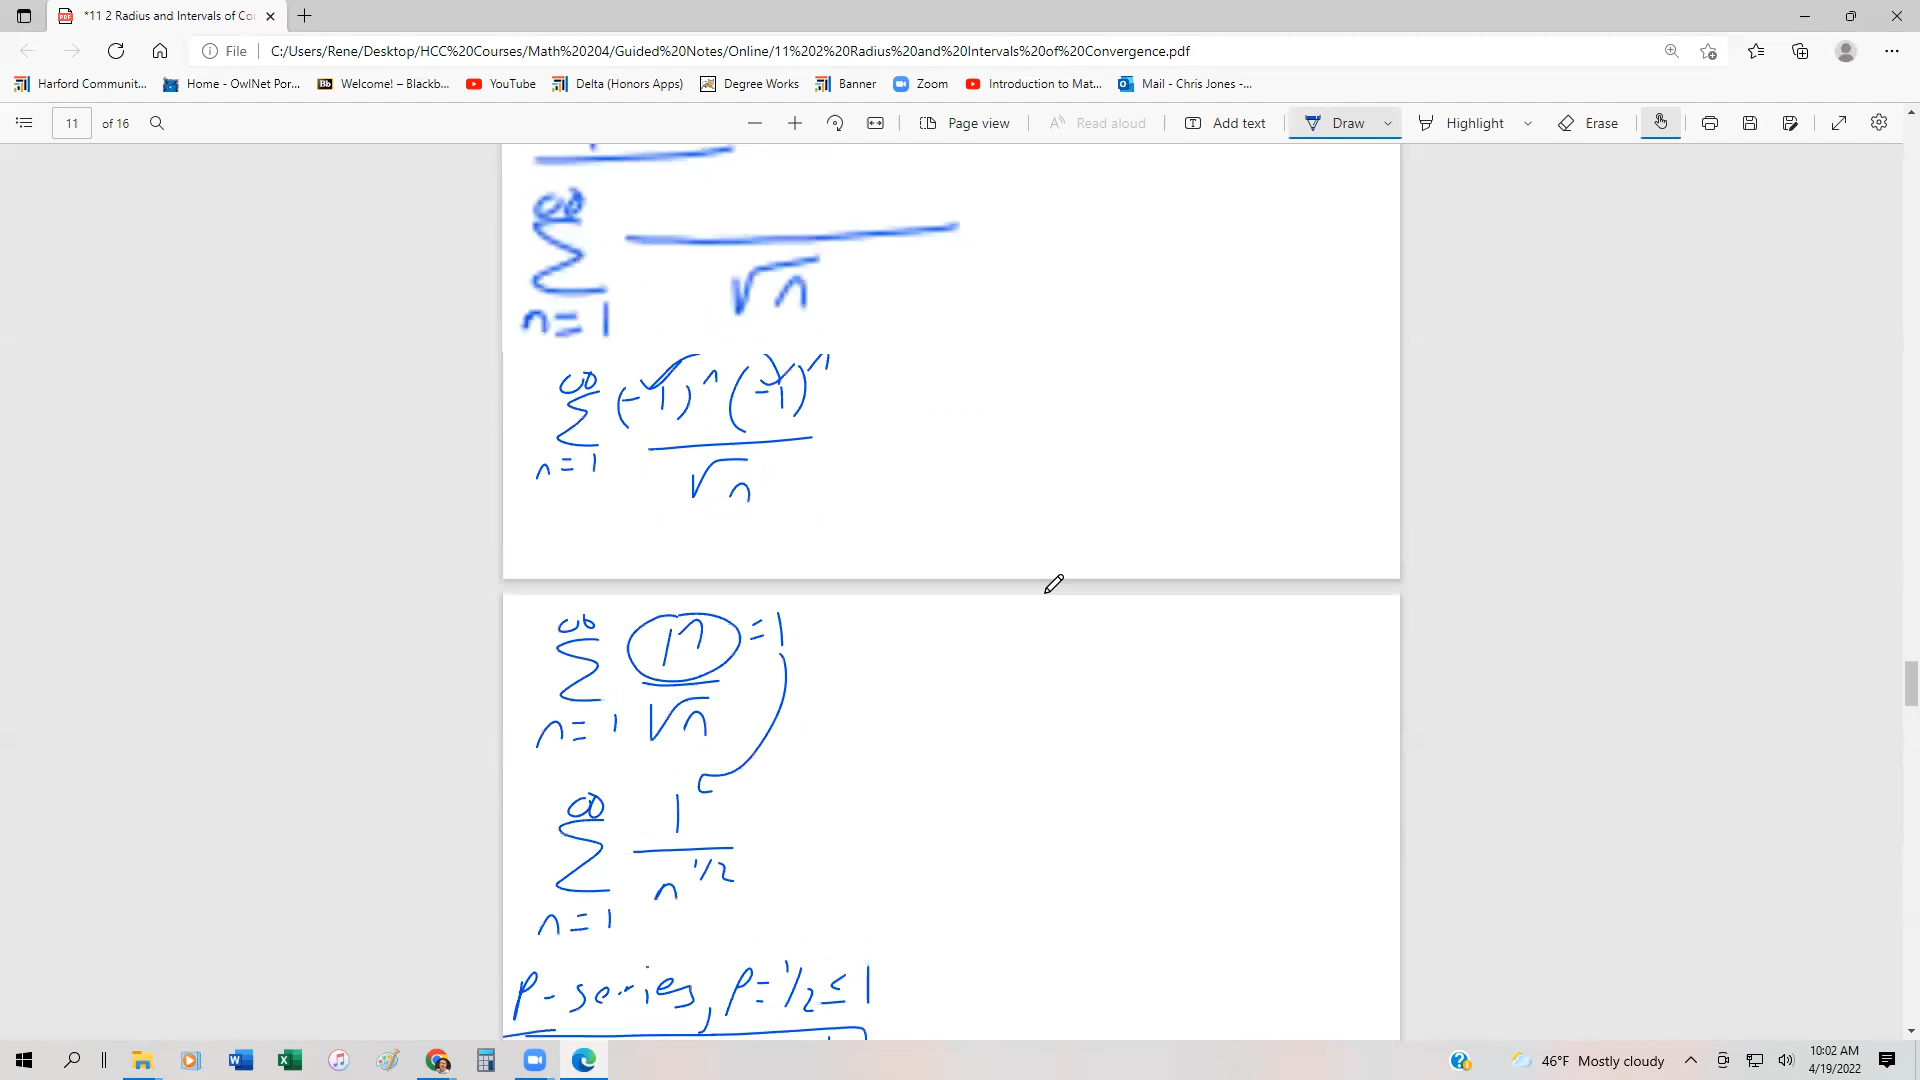 *11 2 Radius and Intervals of Co
File C:/Users/Rene/Desktop/HCC%20Courses/Math%20204/Guided%20Notes/Online/11%202%20Radius%20and%20Intervals%20of%20Convergence.pdf
Harford Communit... Home - OwlNet Por... Bb Welcome! – Blackb... YouTube Delta (Honors Apps) Degree Works Banner Zoom Introduction to Mat... Mail - Chris Jones -...
11 of 16 Page view Read aloud Add text Draw Highlight Erase
∞
Σ
√n
n=1
∞
Σ (-1)ⁿ(-1)ⁿ
n=1 √n
∞
Σ 1ⁿ =1
n=1 √n
∞
Σ 1
n^1/2
n=1
p-series, p=1/2≤1
46°F Mostly cloudy 10:02 AM
4/19/2022